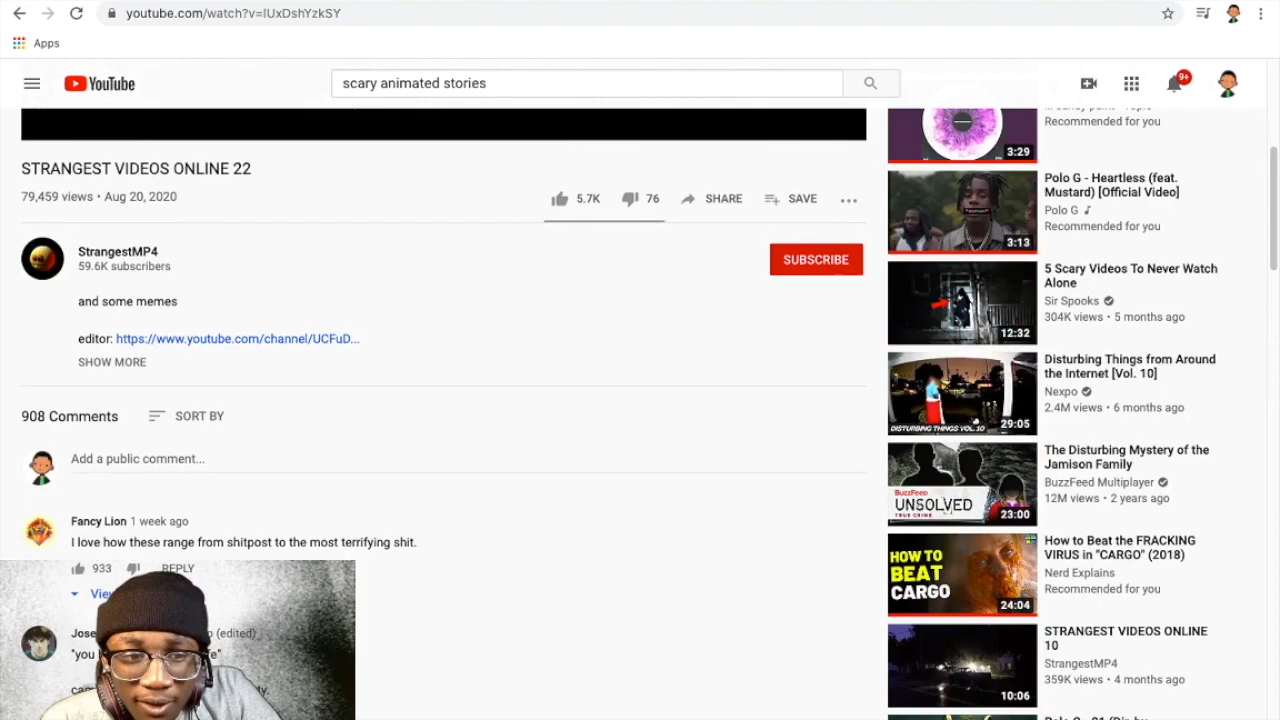 youtube.com/watch?v=lUxDshYzkSY
Apps
YouTube
scary animated stories
9+
STRANGEST VIDEOS ONLINE 22
79,459 views • Aug 20, 2020
5.7K
76
SHARE
SAVE
StrangestMP4
59.6K subscribers
SUBSCRIBE
and some memes
editor: https://www.youtube.com/channel/UCFuD...
SHOW MORE
908 Comments
SORT BY
Add a public comment...
Fancy Lion 1 week ago
I love how these range from shitpost to the most terrifying shit.
933
REPLY
(edited)
"you
3:29
Recommended for you
Polo G - Heartless (feat.
Mustard) [Official Video]
Polo G
Recommended for you
3:13
5 Scary Videos To Never Watch
Alone
Sir Spooks
304K views • 5 months ago
12:32
Disturbing Things from Around
the Internet [Vol. 10]
Nexpo
2.4M views • 6 months ago
DISTURBING THINGS VOL. 10
29:05
The Disturbing Mystery of the
Jamison Family
BuzzFeed Multiplayer
12M views • 2 years ago
BuzzFeed
UNSOLVED
TRUE CRIME
23:00
How to Beat the FRACKING
VIRUS in "CARGO" (2018)
Nerd Explains
Recommended for you
HOW TO
BEAT
CARGO
24:04
STRANGEST VIDEOS ONLINE
10
StrangestMP4
359K views • 4 months ago
10:06